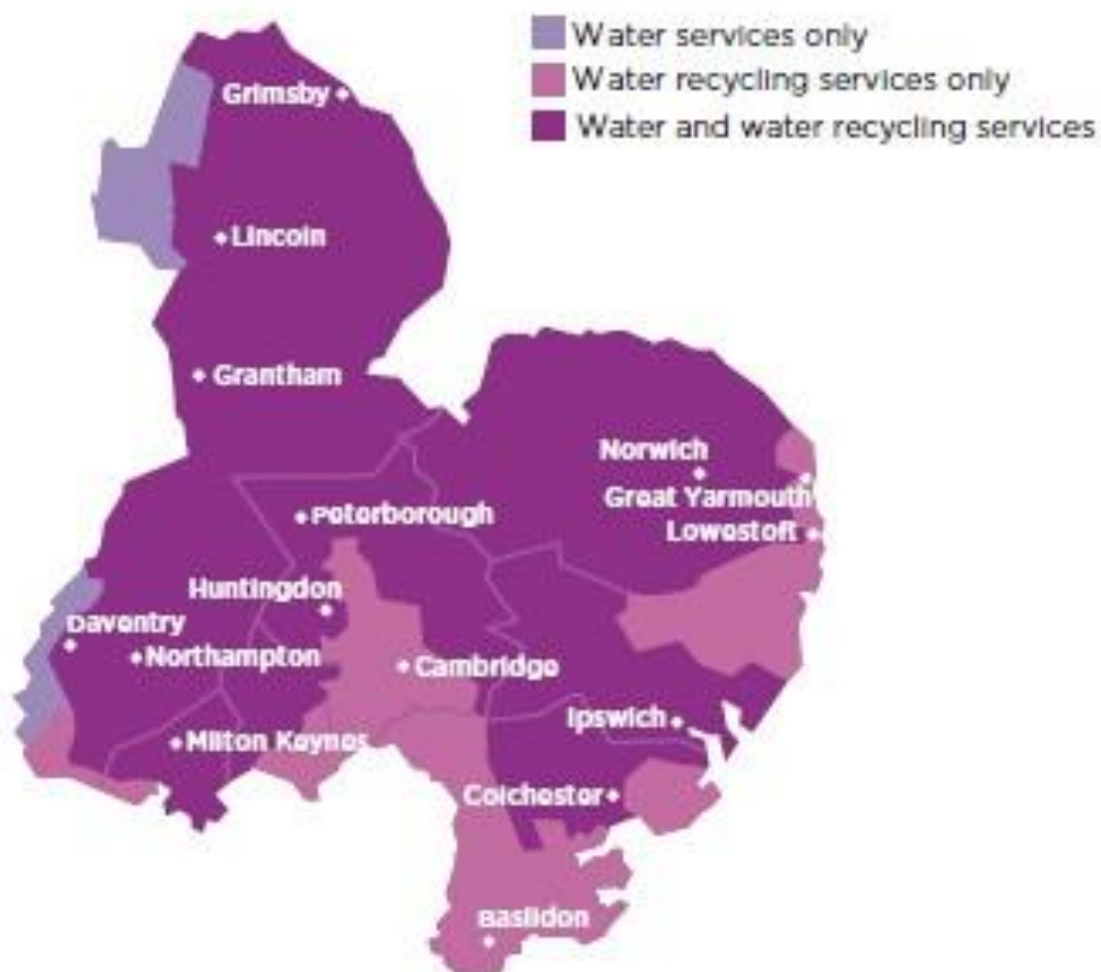 Water services only
Water recycling services only
Water and water recycling services
Grimsby
Lincoln
Grantham
Norwich
Great Yarmouth
Lowestoft
Peterborough
Huntingdon
Daventry
Northampton
Cambridge
Ipswich
Milton Keynes
Colchester
Basildon